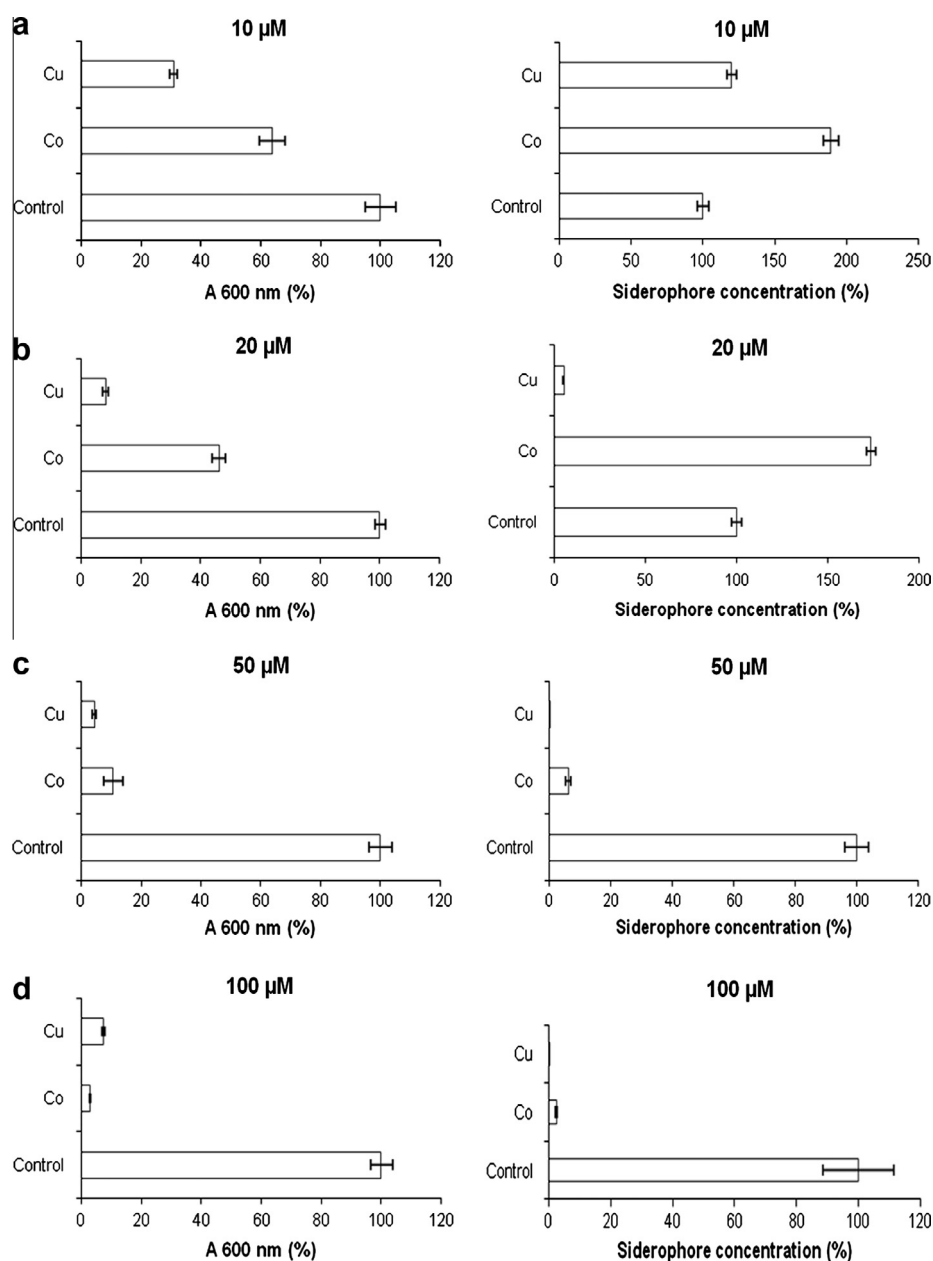 a
10 µM
10 µM
Cu
Co
Control
0 20 40 60 80 100 120
A 600 nm (%)
Cu
Co
Control
0 50 100 150 200 250
Siderophore concentration (%)
b
20 µM
20 µM
Cu
Co
Control
0 20 40 60 80 100 120
A 600 nm (%)
Cu
Co
Control
0 50 100 150 200
Siderophore concentration (%)
c
50 µM
50 µM
Cu
Co
Control
0 20 40 60 80 100 120
A 600 nm (%)
Cu
Co
Control
0 20 40 60 80 100 120
Siderophore concentration (%)
d
100 µM
100 µM
Cu
Co
Control
0 20 40 60 80 100 120
A 600 nm (%)
Cu
Co
Control
0 20 40 60 80 100 120
Siderophore concentration (%)